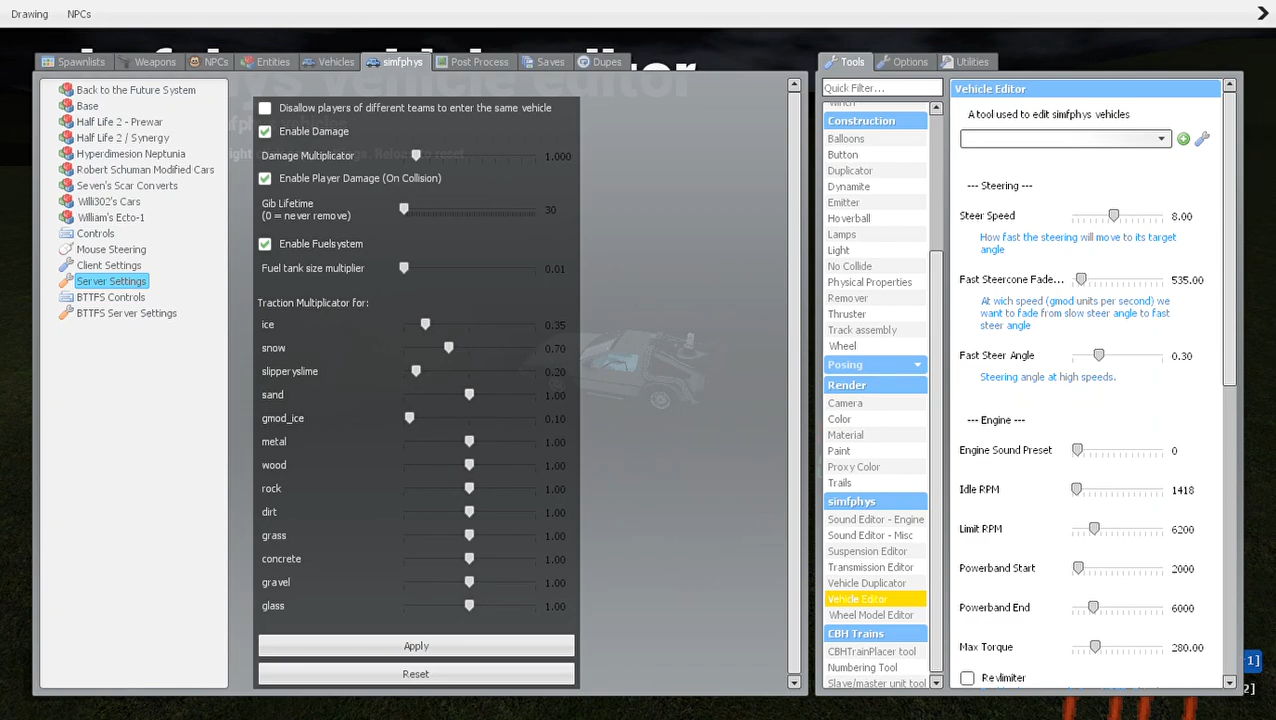 Drawing NPCs
Spawnlists Weapons NPCs Entities Vehicles simfphys Post Process Saves Dupes
Back to the Future System
Base
Half Life 2 - Prewar
Half Life 2 / Synergy
Hyperdimesion Neptunia
Robert Schuman Modified Cars
Seven's Scar Converts
Willi302's Cars
William's Ecto-1
Controls
Mouse Steering
Client Settings
Server Settings
BTTFS Controls
BTTFS Server Settings
Disallow players of different teams to enter the same vehicle
Enable Damage
Damage Multiplicator 1.000
Enable Player Damage (On Collision)
Gib Lifetime
(0 = never remove) 30
Enable Fuelsystem
Fuel tank size multiplier 0.01
Traction Multiplicator for:
ice 0.35
snow 0.70
slipperyslime 0.20
sand 1.00
gmod_ice 0.10
metal 1.00
wood 1.00
rock 1.00
dirt 1.00
grass 1.00
concrete 1.00
gravel 1.00
glass 1.00
Apply
Reset
Tools Options Utilities
Quick Filter...
Winch
Construction
Balloons
Button
Duplicator
Dynamite
Emitter
Hoverball
Lamps
Light
No Collide
Physical Properties
Remover
Thruster
Track assembly
Wheel
Posing
Render
Camera
Color
Material
Paint
Proxy Color
Trails
simfphys
Sound Editor - Engine
Sound Editor - Misc
Suspension Editor
Transmission Editor
Vehicle Duplicator
Vehicle Editor
Wheel Model Editor
CBH Trains
CBHTrainPlacer tool
Numbering Tool
Slave/master unit tool
Vehicle Editor
A tool used to edit simfphys vehicles
--- Steering ---
Steer Speed 8.00
How fast the steering will move to its target
angle
Fast Steercone Fade... 535.00
At wich speed (gmod units per second) we
want to fade from slow steer angle to fast
steer angle
Fast Steer Angle 0.30
Steering angle at high speeds.
--- Engine ---
Engine Sound Preset 0
Idle RPM 1418
Limit RPM 6200
Powerband Start 2000
Powerband End 6000
Max Torque 280.00
Revlimiter
1]
2]